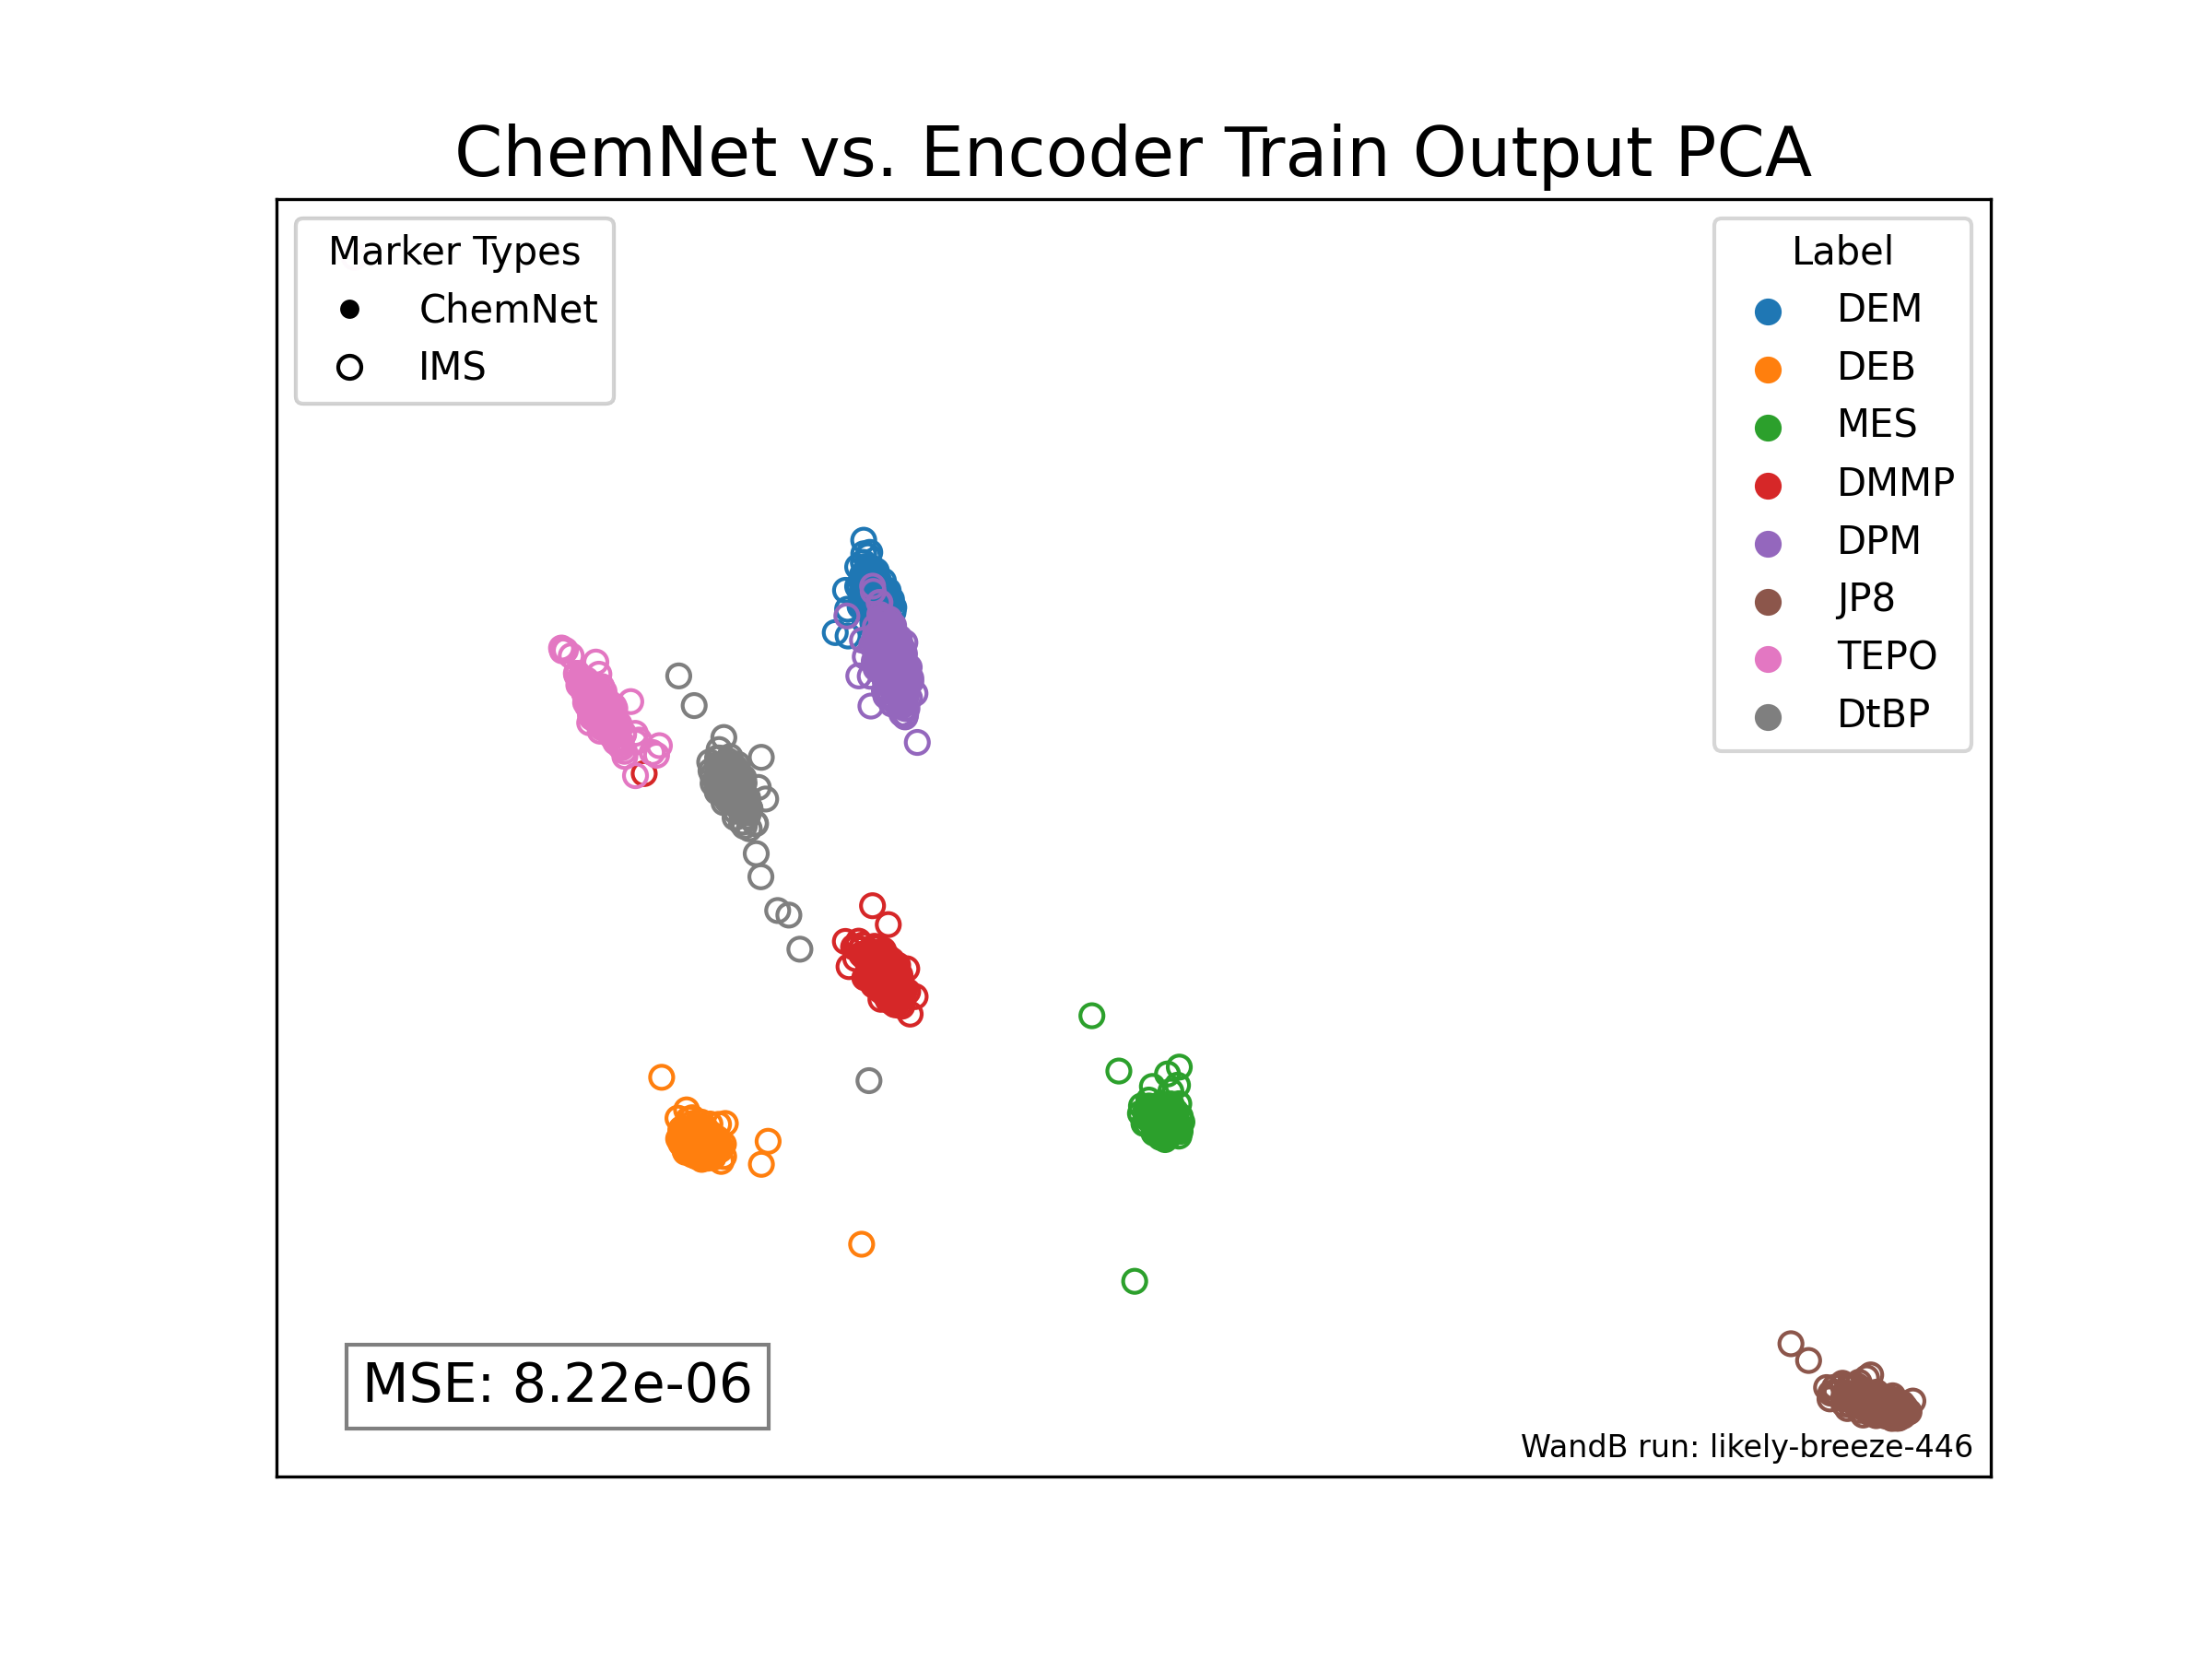 ChemNet vs. Encoder Train Output PCA
Marker Types
ChemNet
IMS
Label
DEM
DEB
MES
DMMP
DPM
JP8
TEPO
DtBP
MSE: 8.22e-06
WandB run: likely-breeze-446